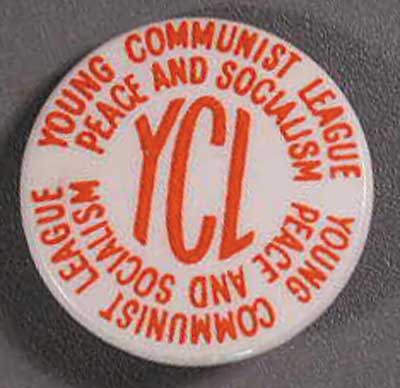 YOUNG COMMUNIST LEAGUE
PEACE AND SOCIALISM
YCL
YOUNG COMMUNIST LEAGUE
PEACE AND SOCIALISM